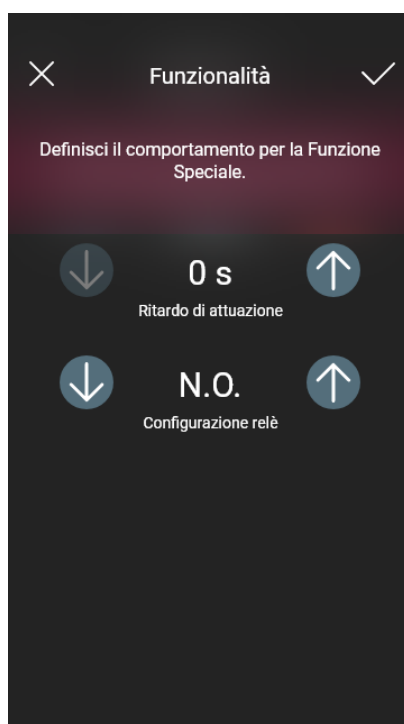 Funzionalità
Definisci il comportamento per la Funzione
Speciale.
0 s
Ritardo di attuazione
N.O.
Configurazione relè